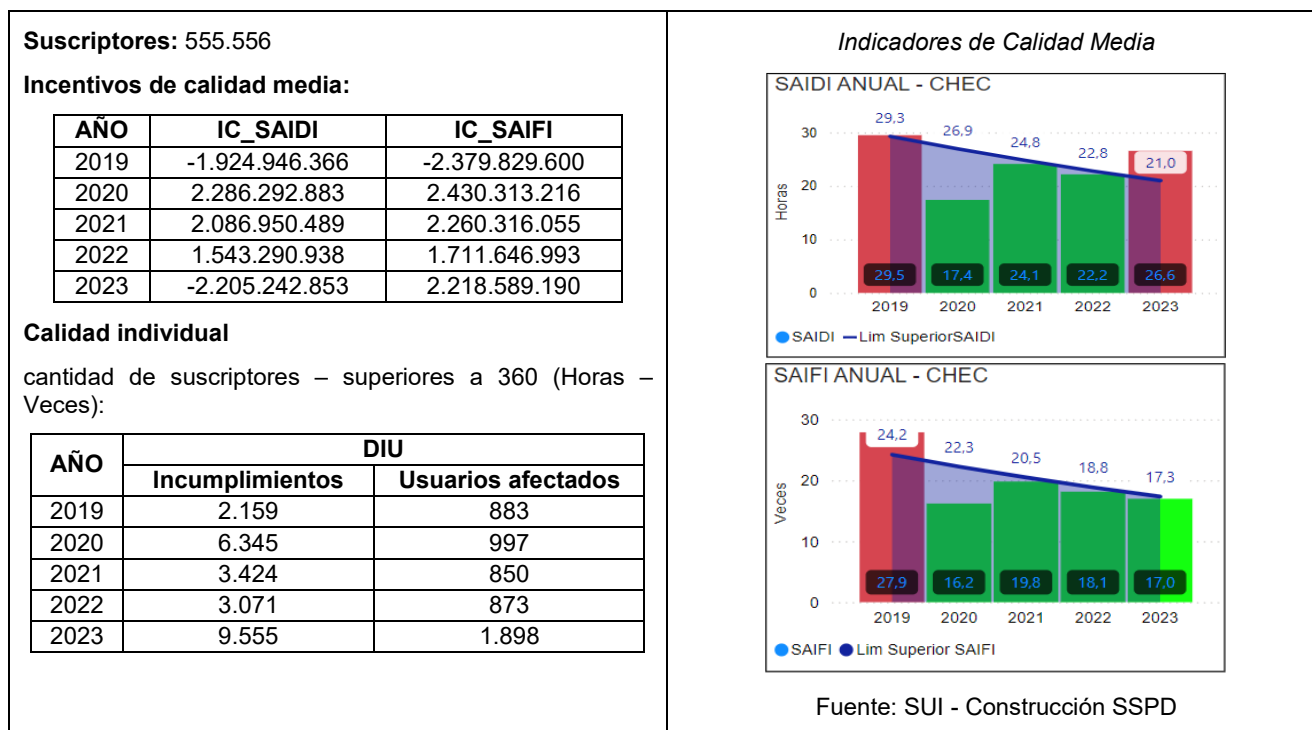 Suscriptores: 555.556
Incentivos de calidad media:
AÑO IC_SAIDI IC_SAIFI
2019 -1.924.946.366 -2.379.829.600
2020 2.286.292.883 2.430.313.216
2021 2.086.950.489 2.260.316.055
2022 1.543.290.938 1.711.646.993
2023 -2.205.242.853 2.218.589.190
Calidad individual
cantidad de suscriptores – superiores a 360 (Horas –
Veces):
AÑO DIU
Incumplimientos Usuarios afectados
2019 2.159 883
2020 6.345 997
2021 3.424 850
2022 3.071 873
2023 9.555 1.898
Indicadores de Calidad Media
SAIDI ANUAL - CHEC
29,3 26,9 24,8 22,8 21,0
30
20
10
0
Horas
29,5 17,4 24,1 22,2 26,6
2019 2020 2021 2022 2023
SAIDI Lim SuperiorSAIDI
SAIFI ANUAL - CHEC
24,2 22,3 20,5 18,8 17,3
30
20
10
0
Veces
27,9 16,2 19,8 18,1 17,0
2019 2020 2021 2022 2023
SAIFI Lim Superior SAIFI
Fuente: SUI - Construcción SSPD